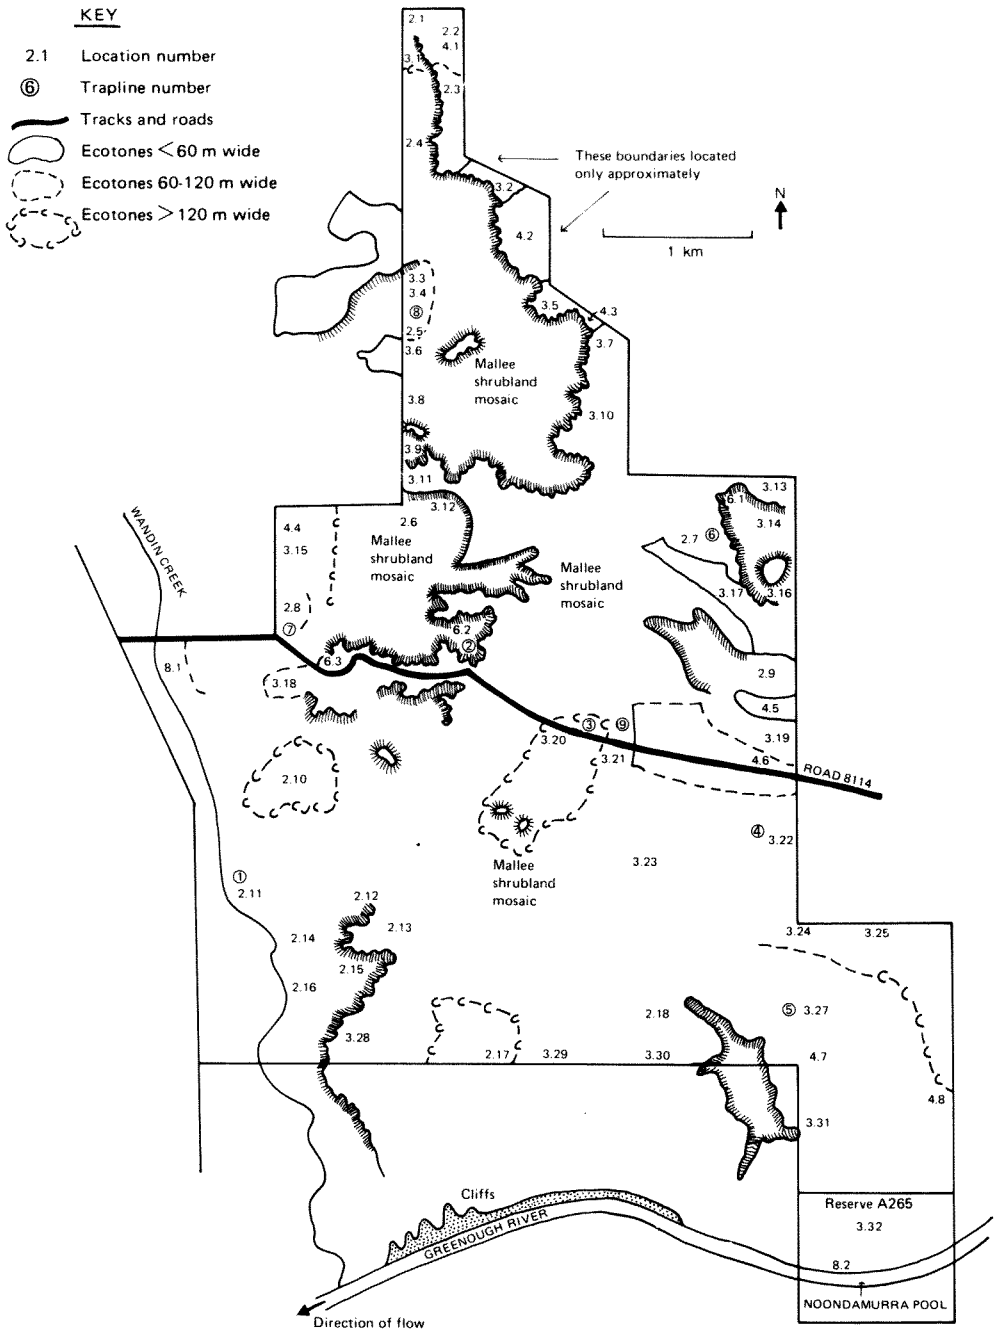 KEY
2.1 Location number
⑥ Trapline number
Tracks and roads
Ecotones < 60 m wide
Ecotones 60-120 m wide
Ecotones > 120 m wide
2.1
2.2
4.1
3.1
2.3
2.4
These boundaries located
only approximately
3.2
N
4.2
1 km
3.3
3.4
⑧
2.5
3.6
3.5
4.3
3.7
Mallee
shrubland
mosaic
3.8
3.10
3.9
3.11
3.12
3.13
6.1
3.14
4.4
3.15
2.6
Mallee
shrubland
mosaic
2.7
⑥
WANDIN CREEK
Mallee
shrubland
mosaic
3.17
3.16
2.8
⑦
6.2
②
8.1
6.3
3.18
2.9
4.5
③
⑨
3.20
3.19
3.21
4.6
ROAD 8114
2.10
④
3.22
3.23
Mallee
shrubland
mosaic
①
2.11
2.12
2.13
2.14
3.24
3.25
2.15
2.16
2.18
⑤
3.27
3.28
2.17
3.29
3.30
4.7
4.8
3.31
Cliffs
GREENOUGH RIVER
Reserve A265
3.32
8.2
NOONDAMURRA POOL
Direction of flow